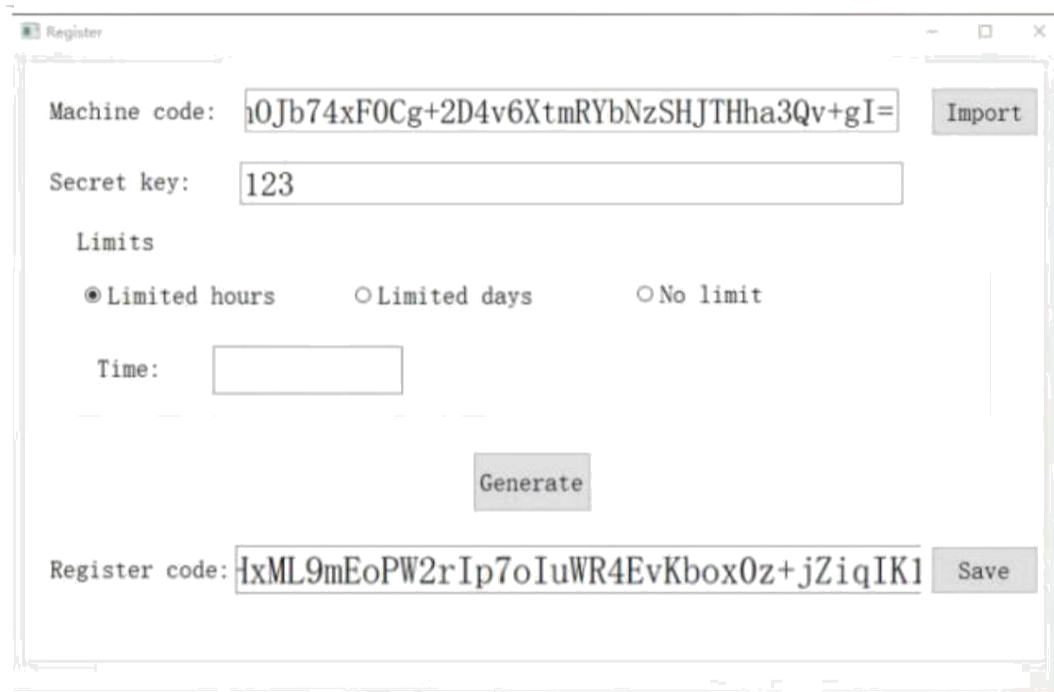 Register
Machine code: nOJb74xF0Cg+2D4v6XtmRYbNzSHJTHha3Qv+gI= Import
Secret key: 123
Limits
Limited hours Limited days No limit
Time:
Generate
Register code: HxML9mEoPW2rIp7oIuWR4EvKbox0z+jZiqIK1 Save